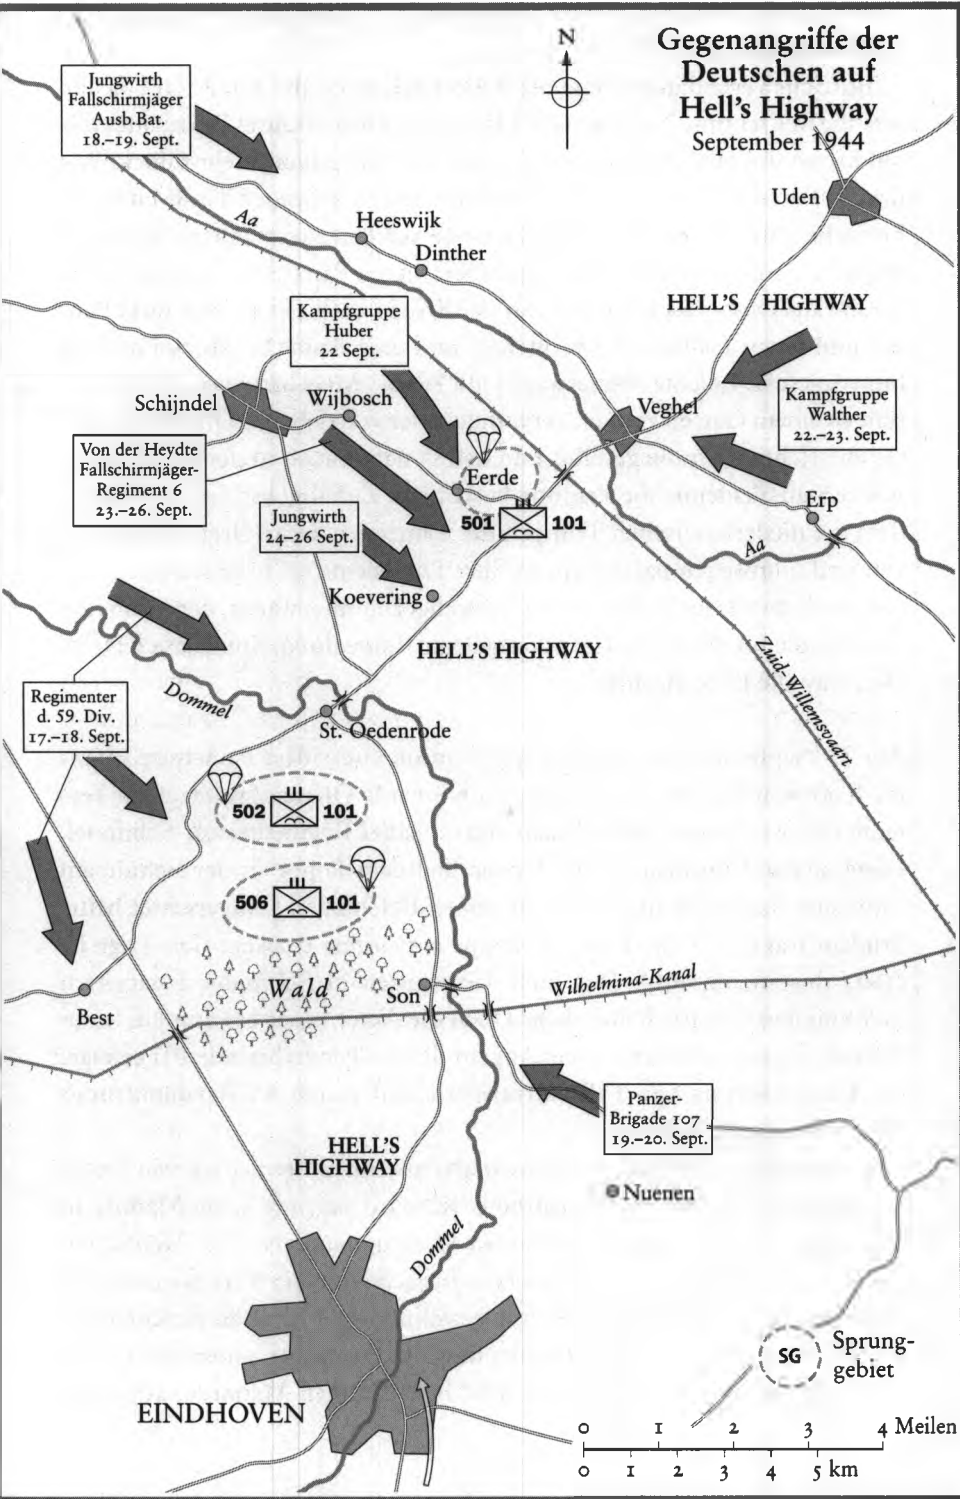 Gegenangriffe der
Deutschen auf
Hell's Highway
September 1944
N
Jungwirth
Fallschirmjäger
Ausb.Bat.
18.–19. Sept.
Uden
Aa
Heeswijk
Dinther
HELL'S HIGHWAY
Kampfgruppe
Huber
22 Sept.
Schijndel
Wijbosch
Veghel
Kampfgruppe
Walther
22.–23. Sept.
Von der Heydte
Fallschirmjäger-
Regiment 6
23.–26. Sept.
Eerde
501 101
Erp
Jungwirth
24–26 Sept.
Aa
Koevering
HELL'S HIGHWAY
Zuid-Willemsvaart
Dommel
Regimenter
d. 59. Div.
17.–18. Sept.
St. Oedenrode
502 101
506 101
Wald
Son
Wilhelmina-Kanal
Best
Panzer-
Brigade 107
19.–20. Sept.
HELL'S
HIGHWAY
Nuenen
Dommel
SG
Sprung-
gebiet
EINDHOVEN
0 1 2 3 4 Meilen
0 1 2 3 4 5 km